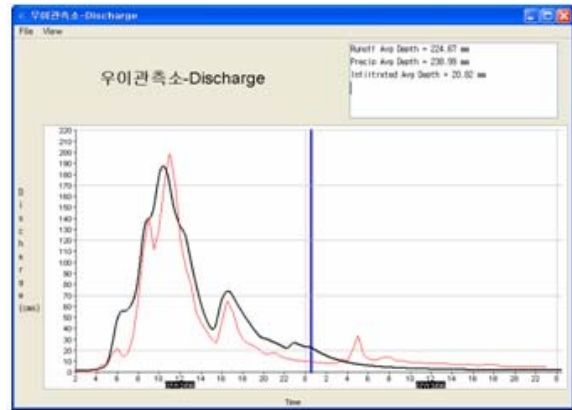 우이관측소-Discharge
File View
우이관측소-Discharge
Runoff Avg Depth = 224.67 mm
Precip Avg Depth = 238.99 mm
Infiltrated Avg Depth = 20.82 mm
220
210
200
190
180
170
160
150
140
130
120
110
100
90
80
70
60
50
40
30
20
10
0
Discharge
(cms)
2 4 6 8 10 12 14 16 18 20 22 0 2 4 6 8 10 12 14 16 18 20 22 0
Time